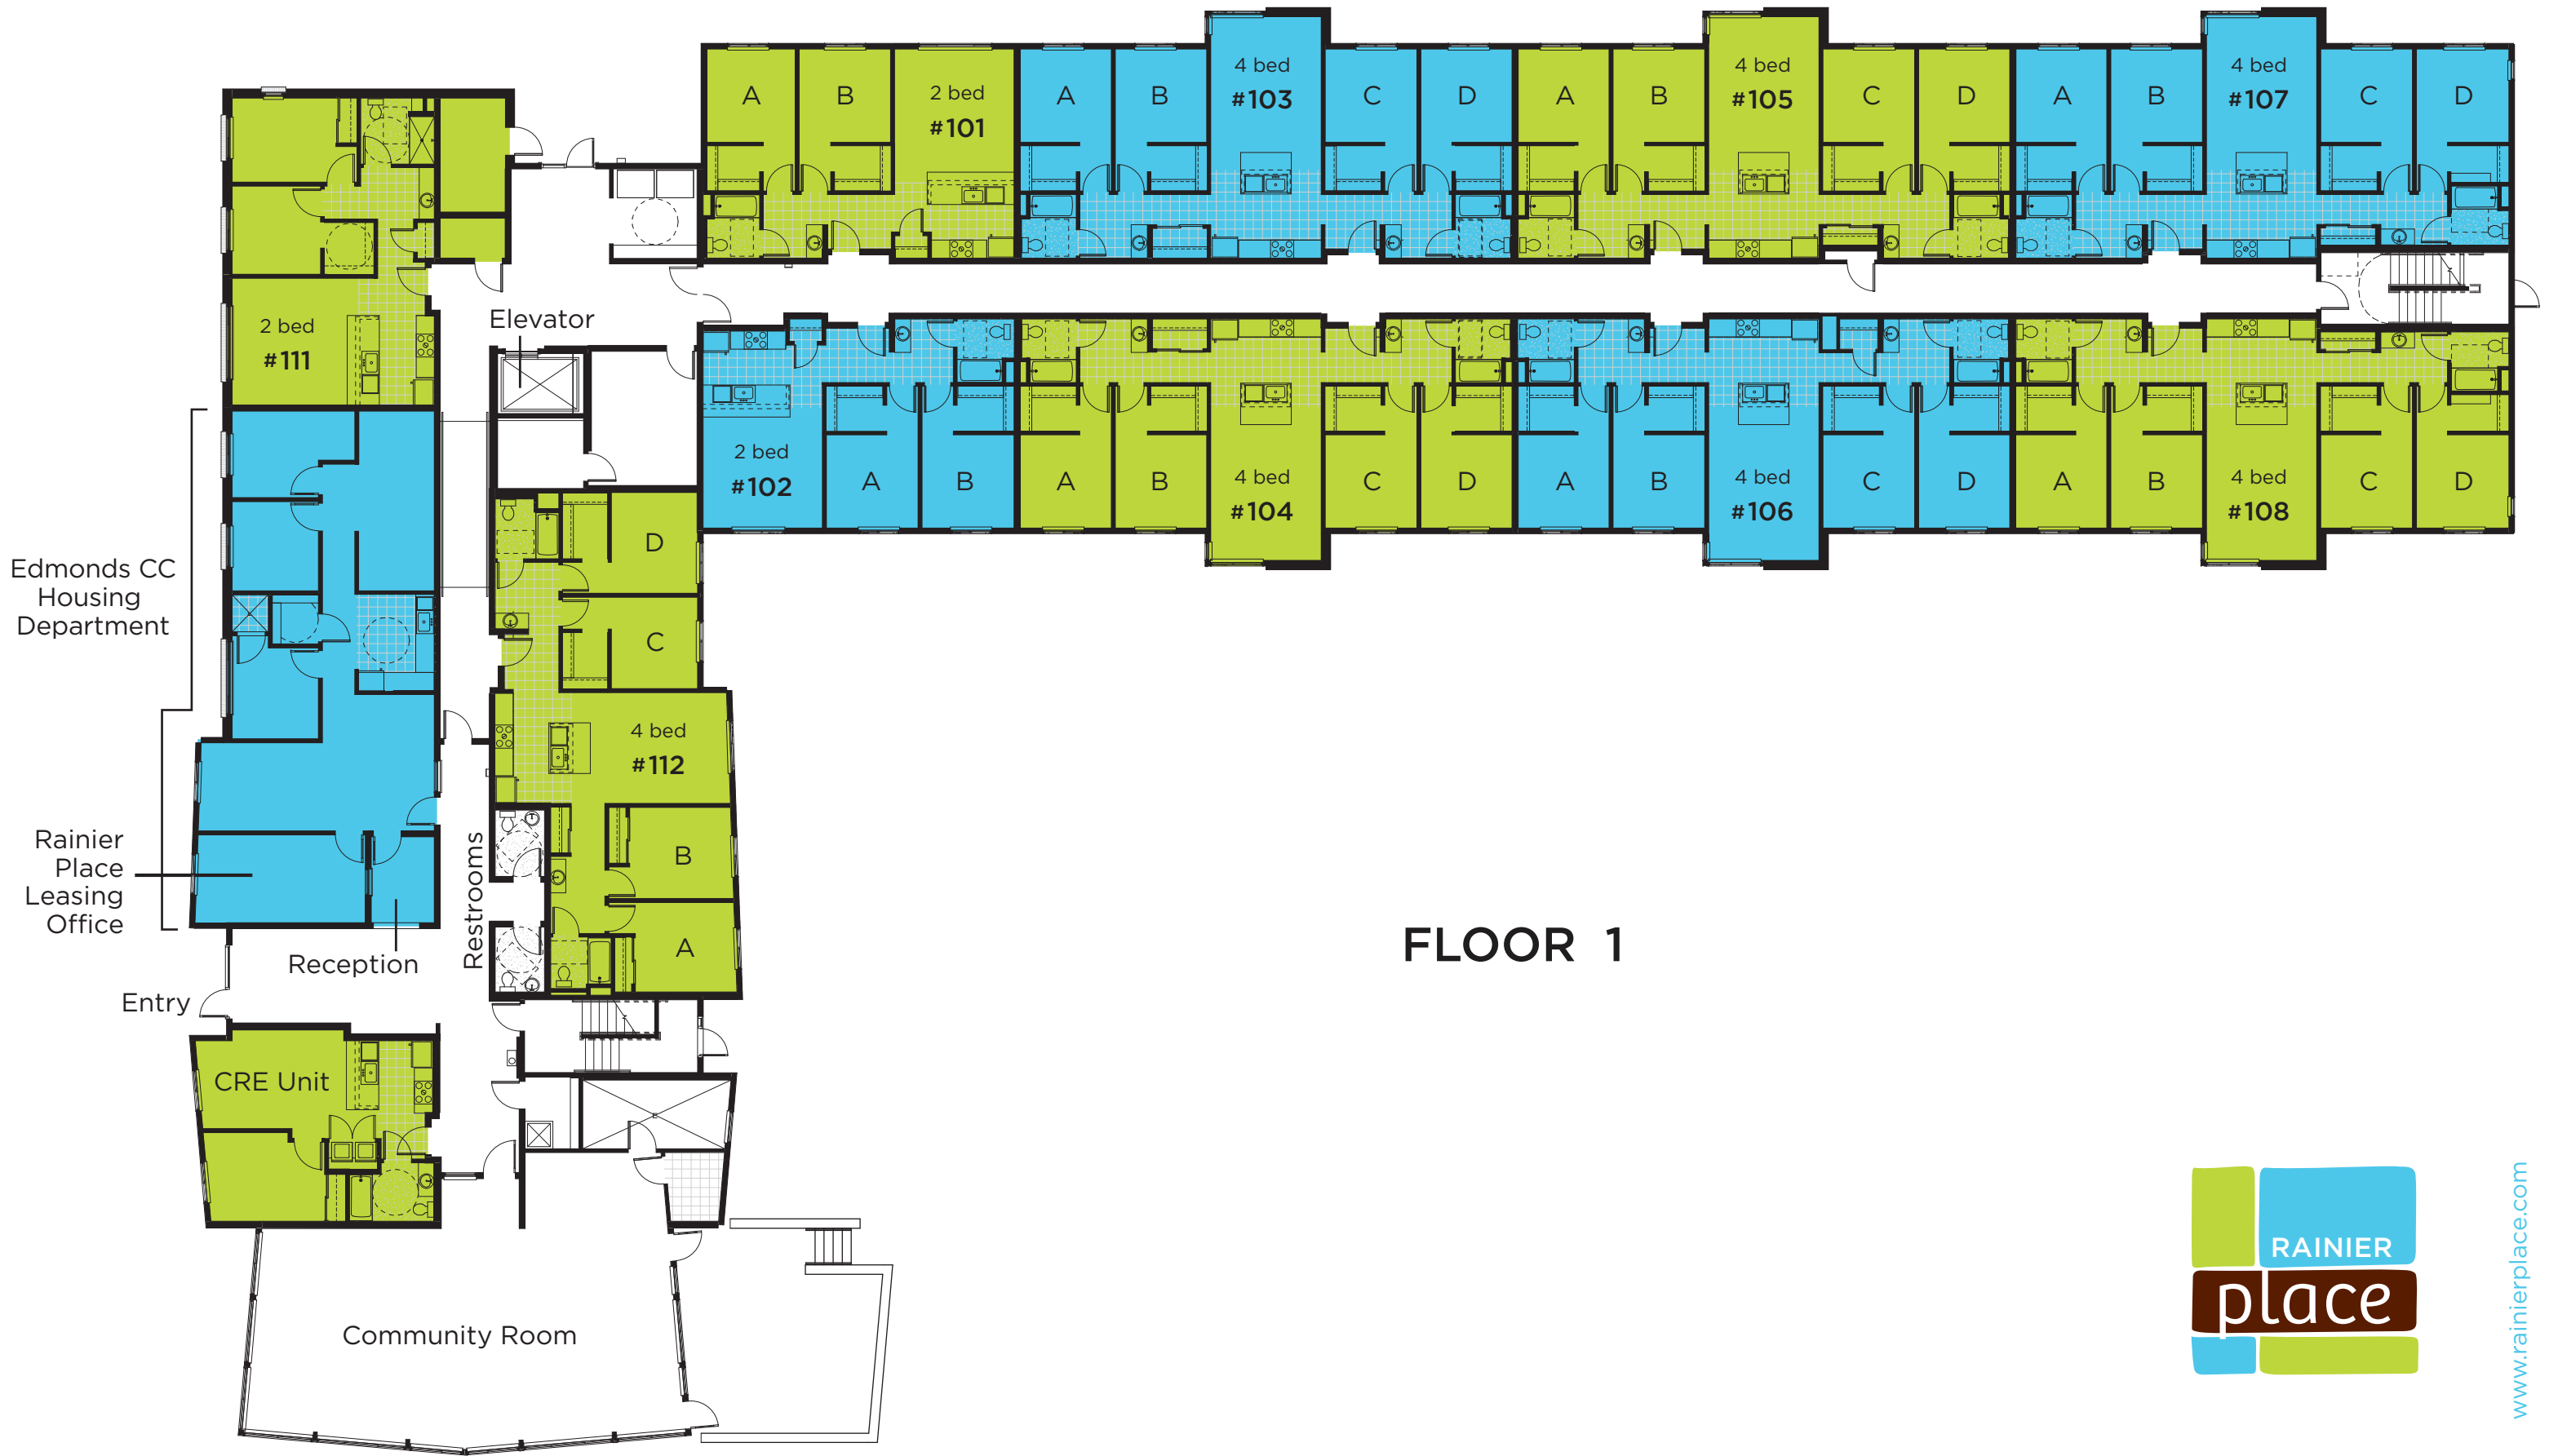 A
B
2 bed
#101
A
B
4 bed
#103
C
D
A
B
4 bed
#105
C
D
A
B
4 bed
#107
C
D
2 bed
#111
Elevator
2 bed
#102
A
B
A
B
4 bed
#104
C
D
A
B
4 bed
#106
C
D
A
B
4 bed
#108
C
D
Edmonds CC
Housing
Department
D
C
4 bed
#112
B
A
Rainier
Place
Leasing
Office
Restrooms
Reception
Entry
FLOOR 1
CRE Unit
Community Room
RAINIER
place
www.rainierplace.com